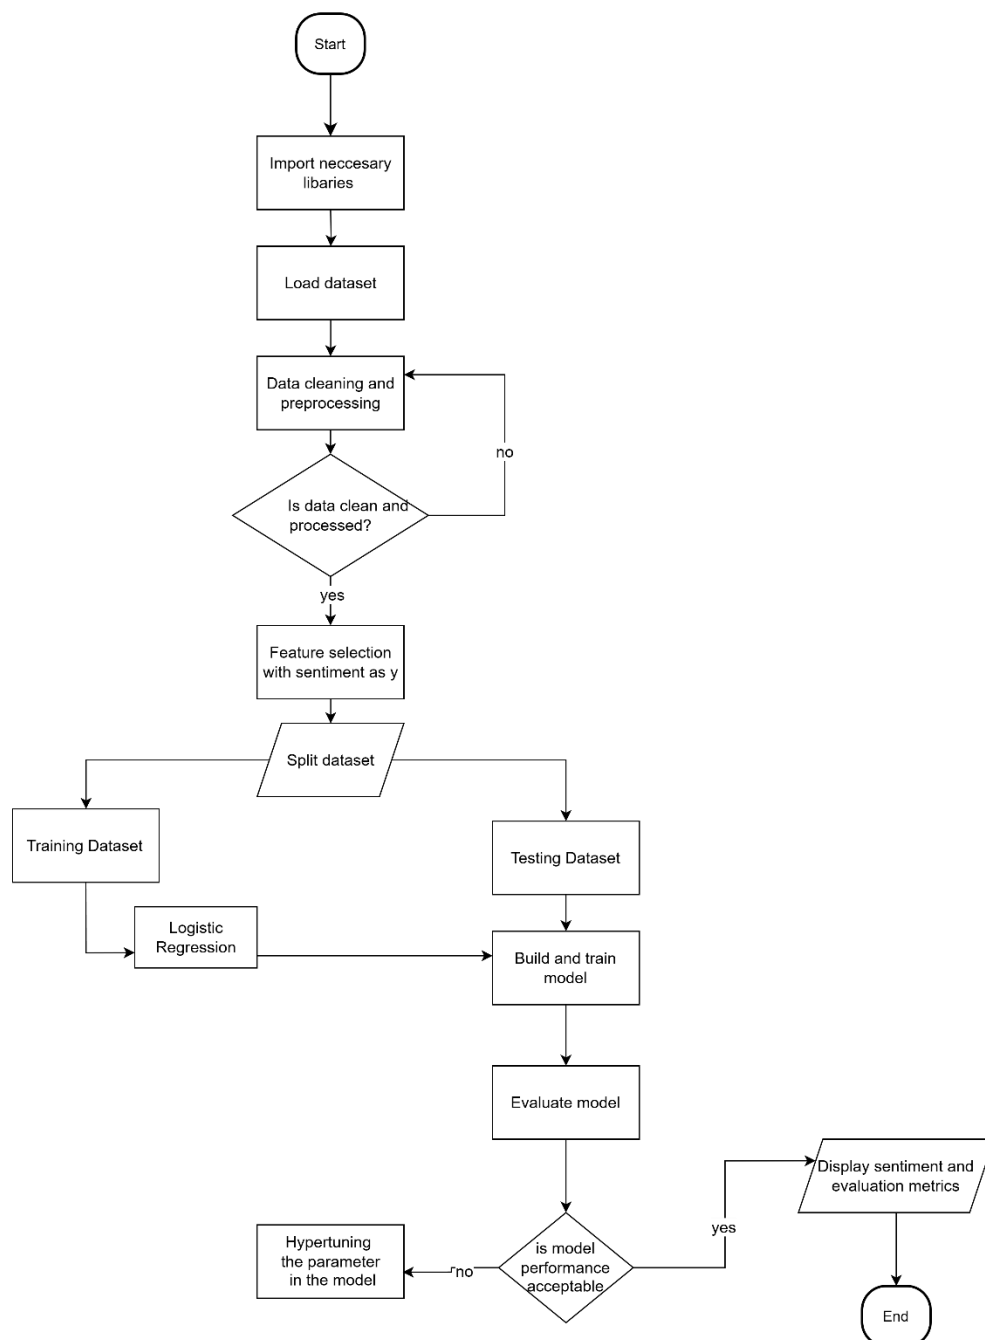 Start
Import neccesary
libaries
Load dataset
Data cleaning and
preprocessing
no
Is data clean and
processed?
yes
Feature selection
with sentiment as y
Split dataset
Training Dataset
Testing Dataset
Logistic
Regression
Build and train
model
Evaluate model
Display sentiment and
evaluation metrics
yes
is model
performance
acceptable
no
Hypertuning
the parameter
in the model
End